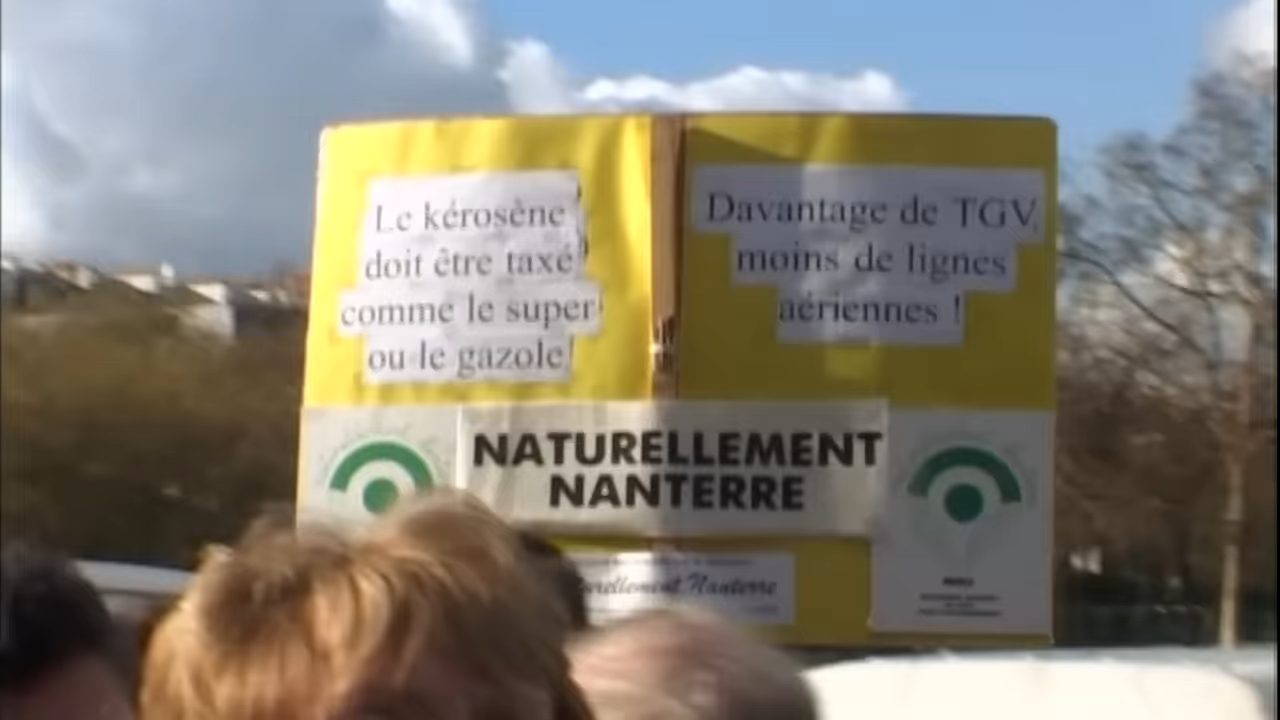 Le kérosène
doit être taxé
comme le super
ou le gazole!
Davantage de TGV,
moins de lignes
aériennes !
NATURELLEMENT
NANTERRE
Nanterre